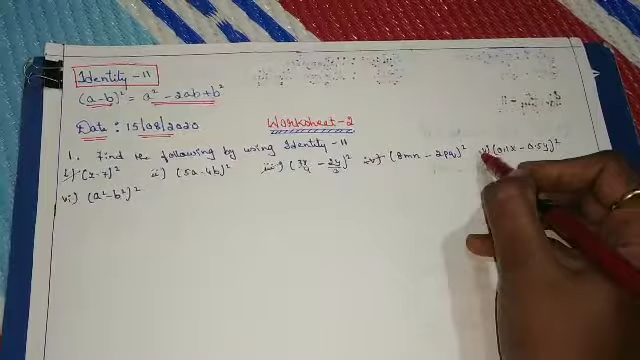 Identity - II
(a-b)² = a² - 2ab + b²
Date : 15/08/2020 Worksheet-2
1. Find the following by using Identity - II
i) (x-7)² ii) (5a - 4b)² iii) (3x/4 - 2y/3)² iv) (8mn - 2pq)² v) (0.1x - 0.5y)²
vi) (a² - b²)²